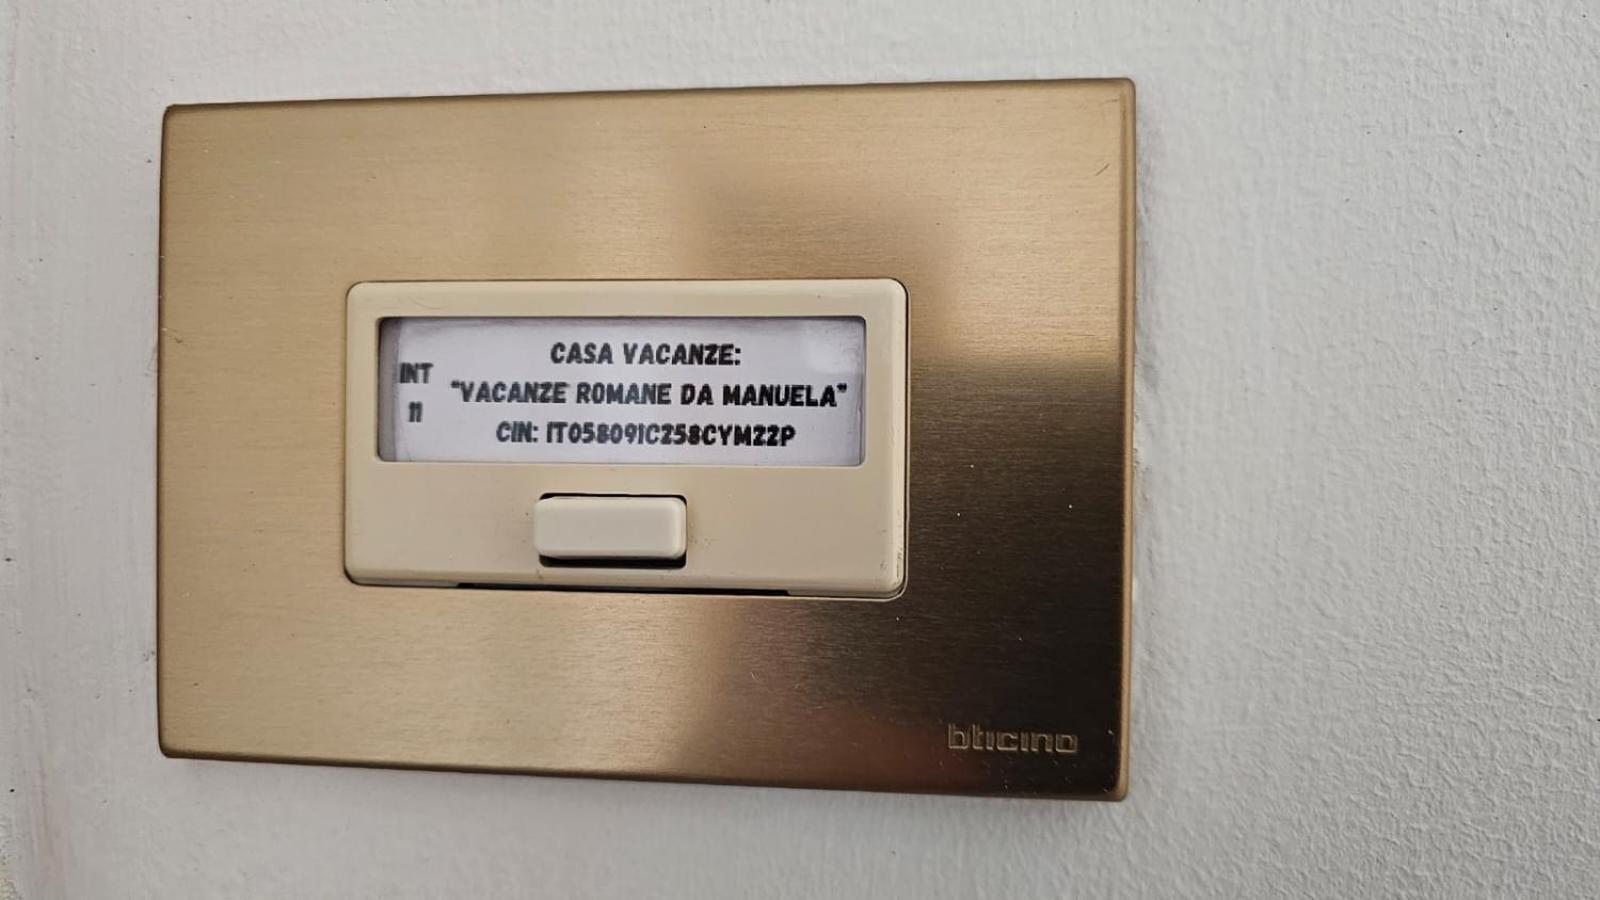 INT
11
CASA VACANZE:
"VACANZE ROMANE DA MANUELA"
CIN: IT058091C258CYMZ2P
bticino